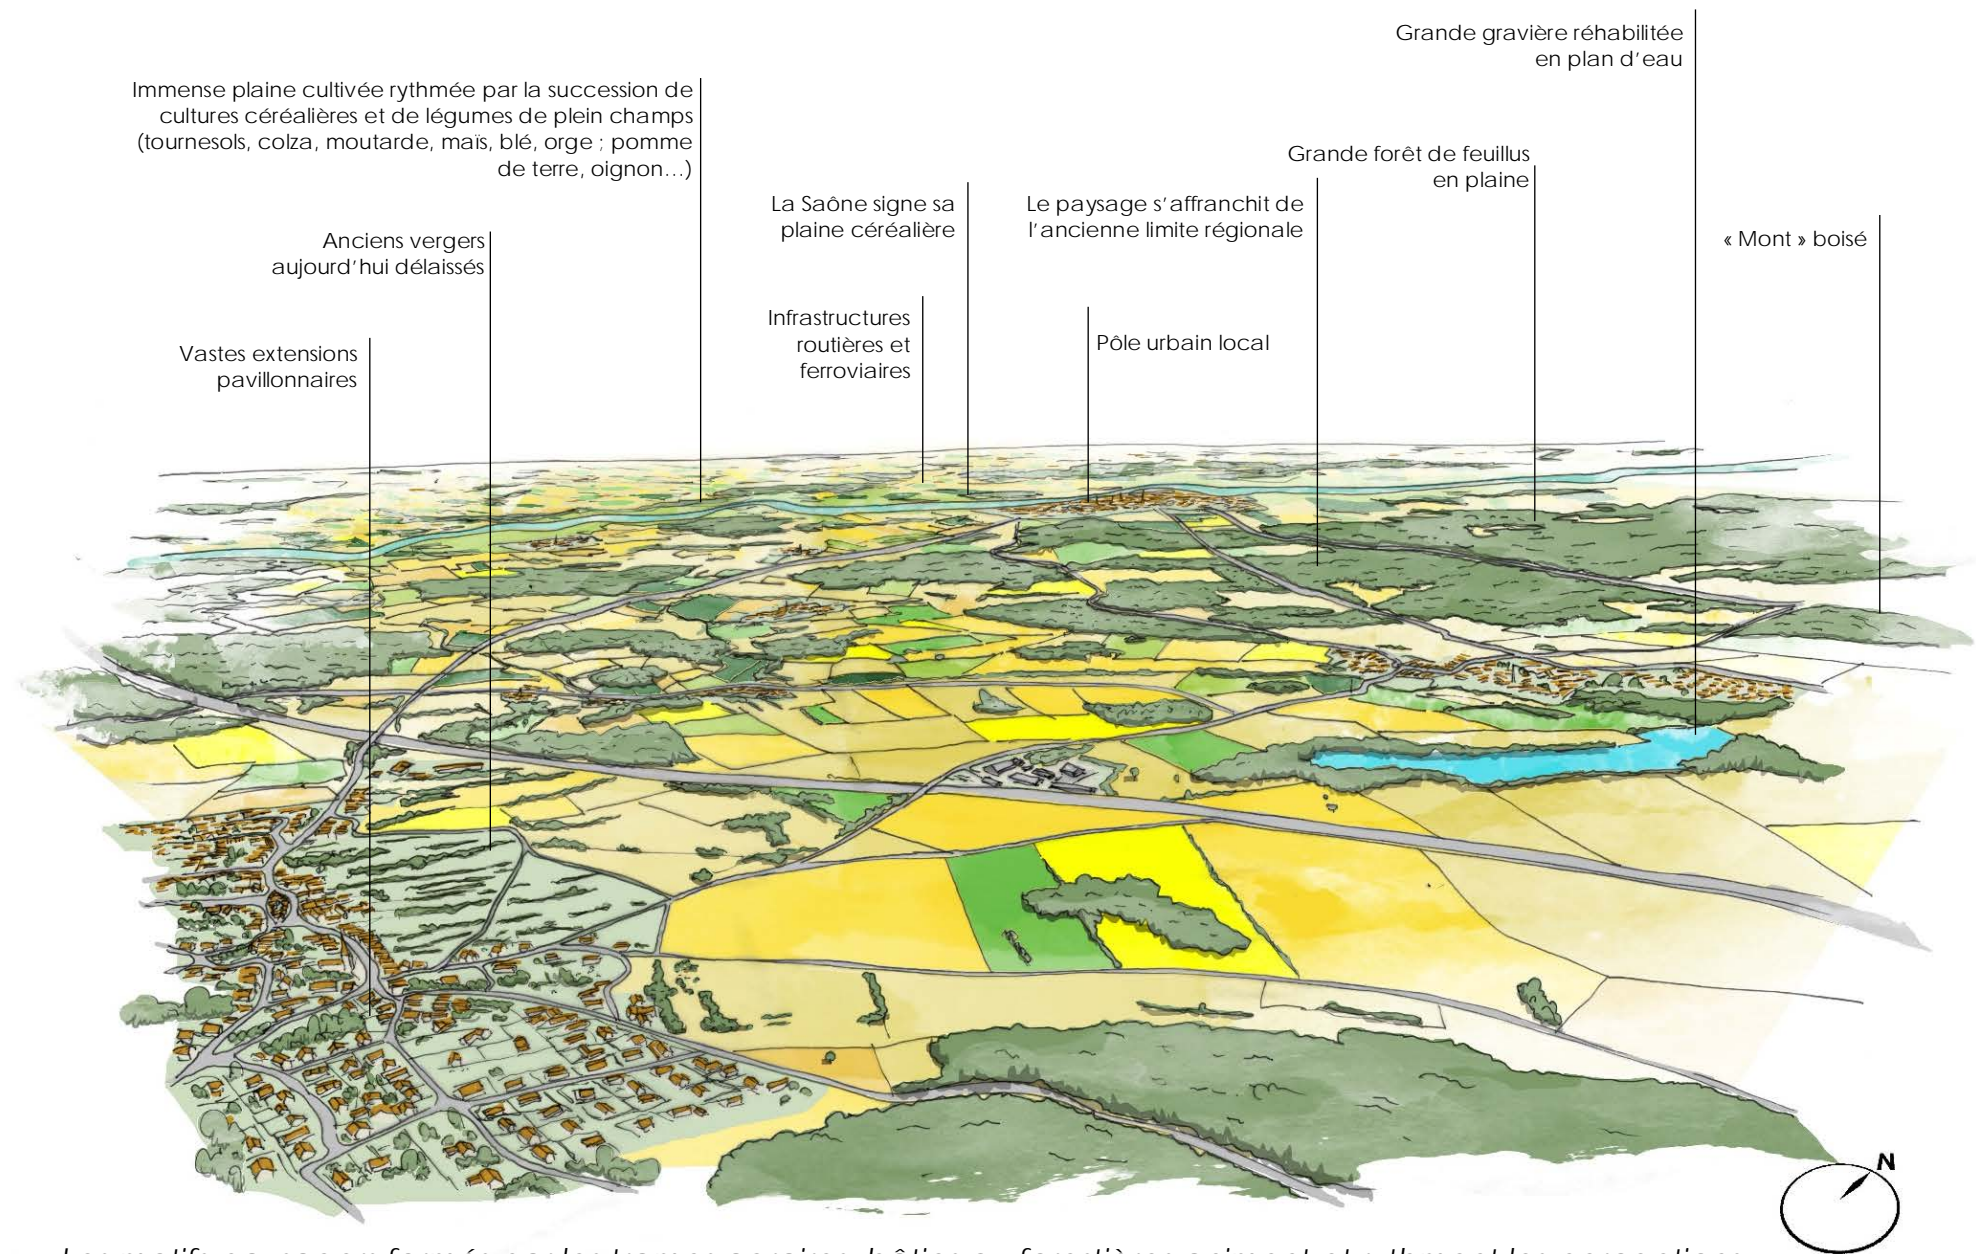 Grande gravière réhabilitée
en plan d'eau
Immense plaine cultivée rythmée par la succession de
cultures céréalières et de légumes de plein champs
(tournesols, colza, moutarde, maïs, blé, orge ; pomme
de terre, oignon…)
Grande forêt de feuillus
en plaine
La Saône signe sa
plaine céréalière
Le paysage s'affranchit de
l'ancienne limite régionale
« Mont » boisé
Anciens vergers
aujourd'hui délaissés
Infrastructures
routières et
ferroviaires
Pôle urbain local
Vastes extensions
pavillonnaires
N